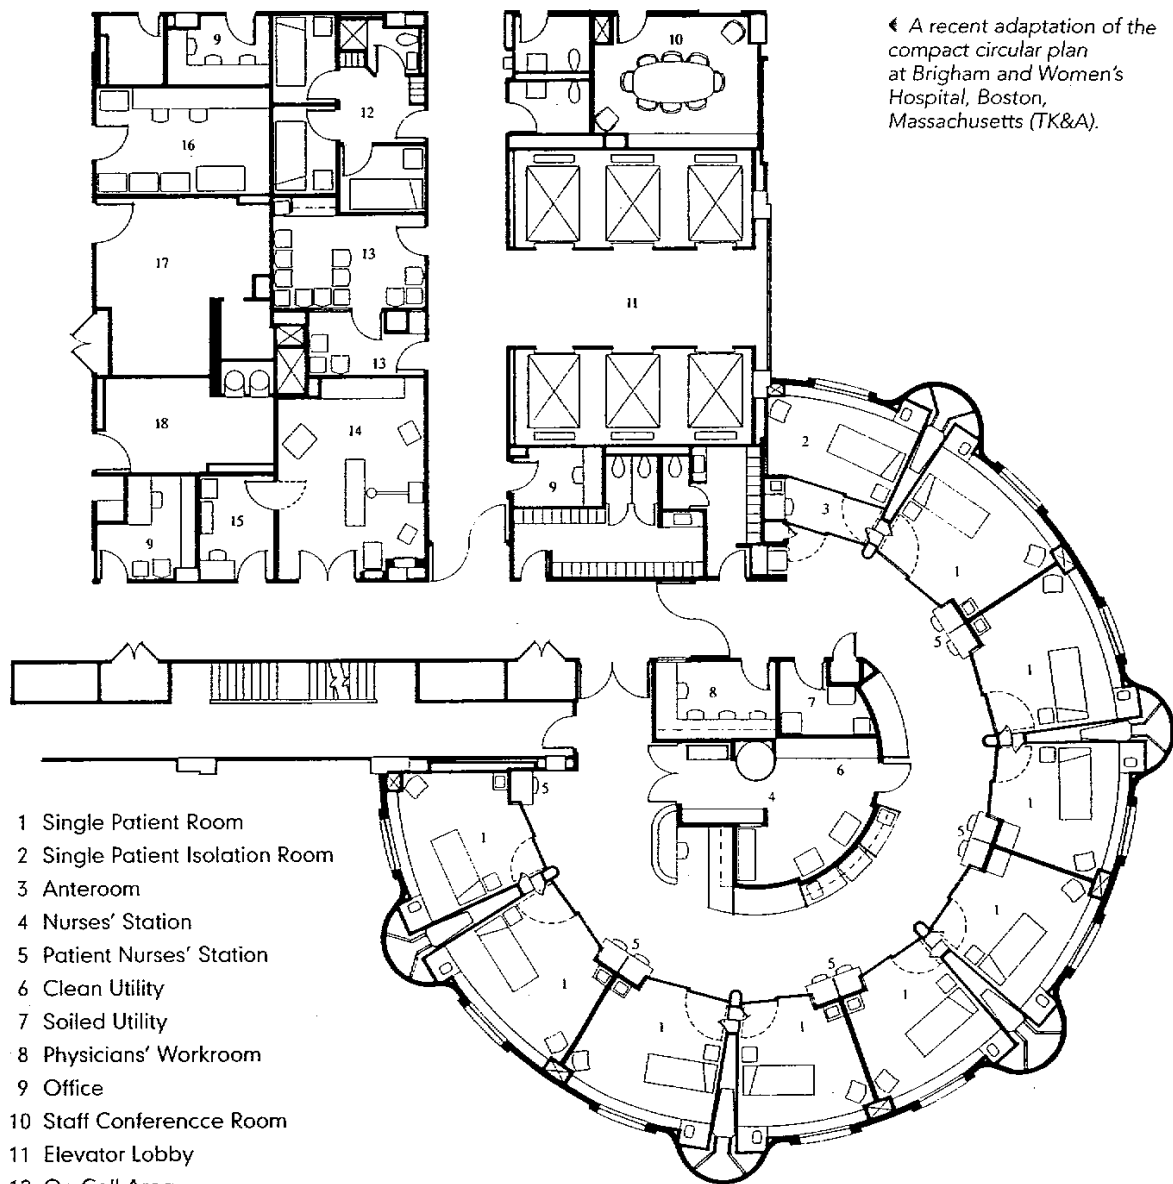 ◀ A recent adaptation of the
compact circular plan
at Brigham and Women's
Hospital, Boston,
Massachusetts (TK&A).
9
10
12
16
13
17
11
13
2
18
14
9
3
15
9
1
1
5
8
7
1
6
5
4
1
5
1
1
5
5
1
1
1
1
1 Single Patient Room
2 Single Patient Isolation Room
3 Anteroom
4 Nurses' Station
5 Patient Nurses' Station
6 Clean Utility
7 Soiled Utility
8 Physicians' Workroom
9 Office
10 Staff Conferencce Room
11 Elevator Lobby